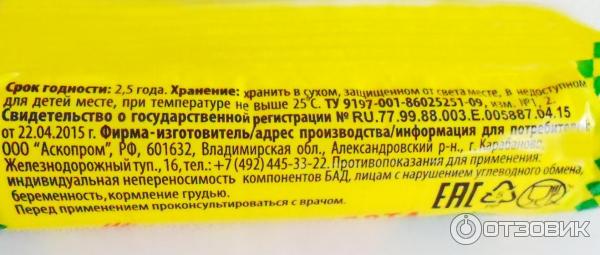 Срок годности: 2,5 года. Хранение: хранить в сухом, защищенном от света месте, в недоступном
для детей месте, при температуре не выше 25˚С. ТУ 9197-001-86025251-09, изм. №1, 2.
Свидетельство о государственной регистрации № RU.77.99.88.003.Е.005887.04.15
от 22.04.2015 г. Фирма-изготовитель/адрес производства/информация для потребителей
ООО "Аскопром", РФ, 601632, Владимирской обл., Александровский р-н., г. Карабаново,
Железнодорожный туп., 16, тел.: +7 (492) 445-33-22. Противопоказания для применения:
индивидуальная непереносимость компонентов БАД, лицам с нарушением углеводного обмена,
беременность, кормление грудью.
Перед применением проконсультироваться с врачом.
EAC
ОТЗОВИК